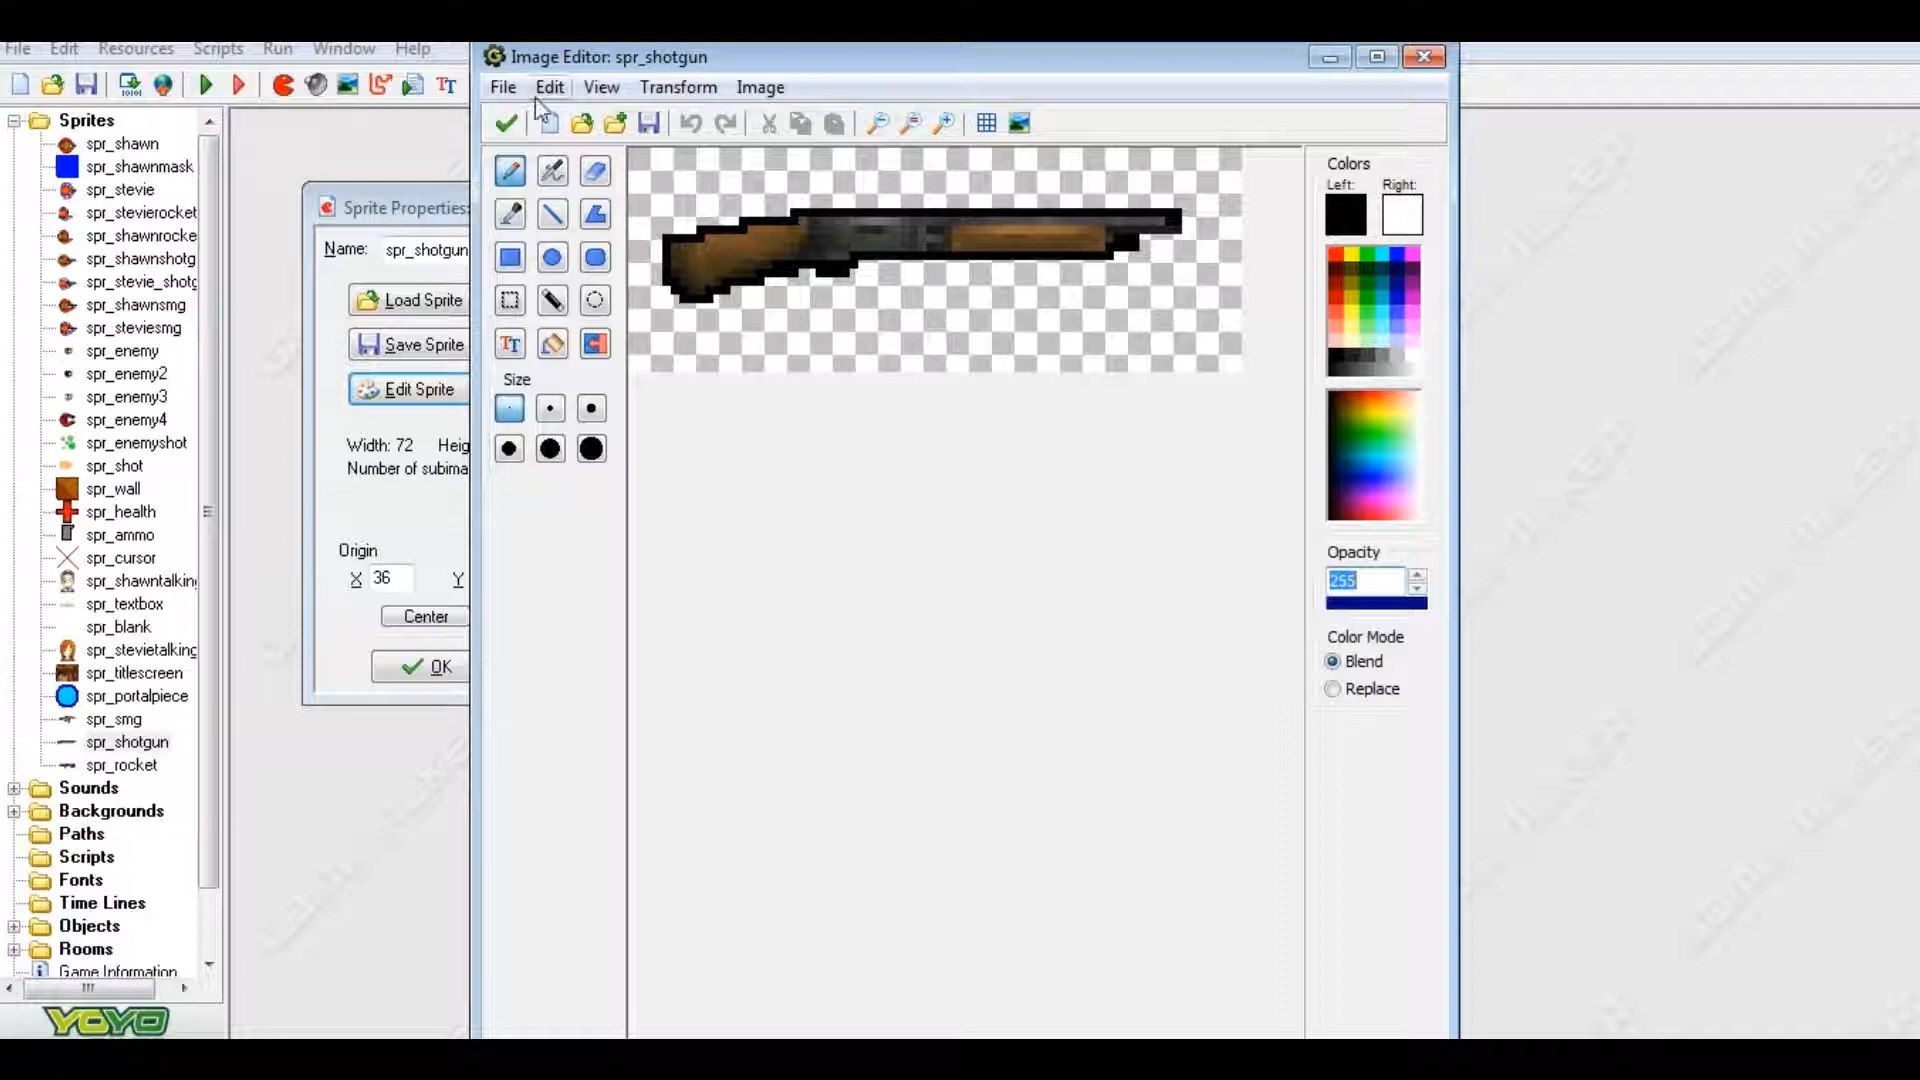 File Edit Resources Scripts Run Window Help
Image Editor: spr_shotgun
File Edit View Transform Image
Sprites
spr_shawn
spr_shawnmask
spr_stevie
spr_stevierocket
spr_shawnrocke
spr_shawnshotg
spr_stevie_shotg
spr_shawnsmg
spr_steviesmg
spr_enemy
spr_enemy2
spr_enemy3
spr_enemy4
spr_enemyshot
spr_shot
spr_wall
spr_health
spr_ammo
spr_cursor
spr_shawntalking
spr_textbox
spr_blank
spr_stevietalking
spr_titlescreen
spr_portalpiece
spr_smg
spr_shotgun
spr_rocket
Sounds
Backgrounds
Paths
Scripts
Fonts
Time Lines
Objects
Rooms
Game Information
YOYO
Sprite Properties:
Name: spr_shotgun
Load Sprite
Save Sprite
Edit Sprite
Width: 72 Heig
Number of subima
Origin
X 36 Y
Center
OK
Size
Colors
Left: Right:
Opacity
255
Color Mode
Blend
Replace